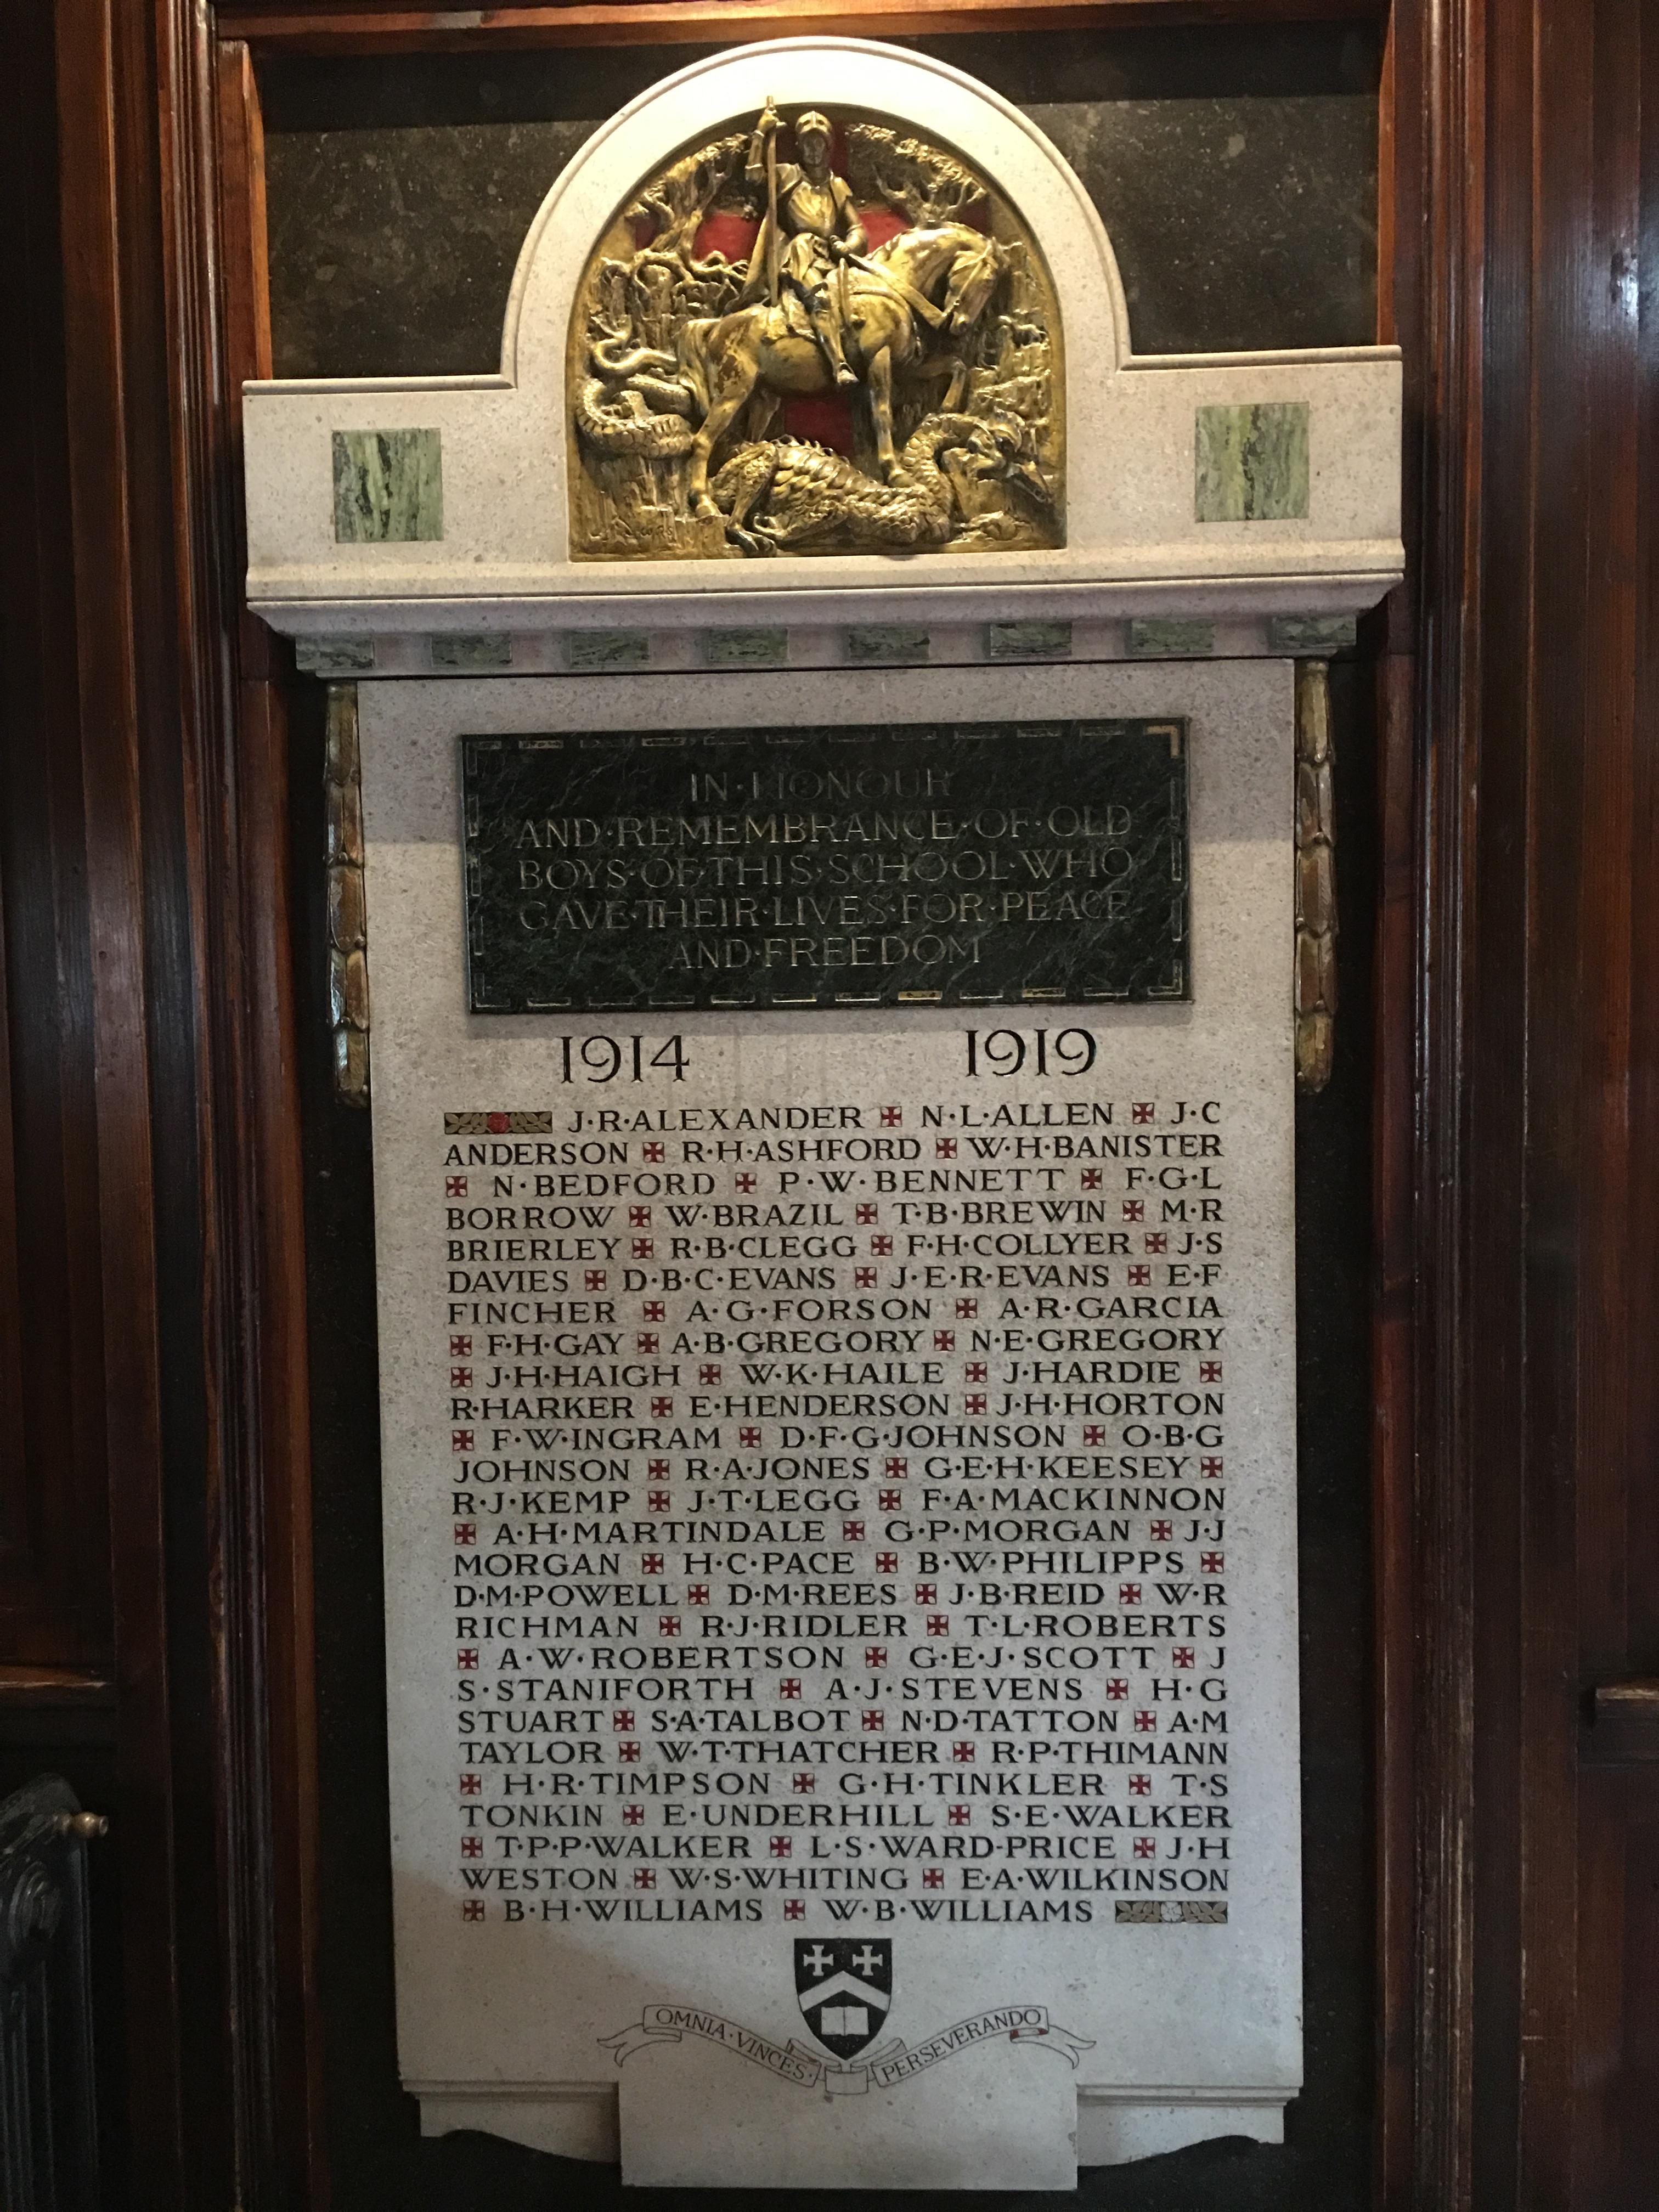 IN·HONOUR
AND·REMEMBRANCE·OF·OLD
BOYS·OF·THIS·SCHOOL·WHO
GAVE·THEIR·LIVES·FOR·PEACE
AND·FREEDOM
1914 1919
J·R·ALEXANDER ✠ N·L·ALLEN ✠ J·C
ANDERSON ✠ R·H·ASHFORD ✠ W·H·BANISTER
✠ N·BEDFORD ✠ P·W·BENNETT ✠ F·G·L
BORROW ✠ W·BRAZIL ✠ T·B·BREWIN ✠ M·R
BRIERLEY ✠ R·B·CLEGG ✠ F·H·COLLYER ✠ J·S
DAVIES ✠ D·B·C·EVANS ✠ J·E·R·EVANS ✠ E·F
FINCHER ✠ A·G·FORSON ✠ A·R·GARCIA
✠ F·H·GAY ✠ A·B·GREGORY ✠ N·E·GREGORY
✠ J·H·HAIGH ✠ W·K·HAILE ✠ J·HARDIE ✠
R·HARKER ✠ E·HENDERSON ✠ J·H·HORTON
✠ F·W·INGRAM ✠ D·F·G·JOHNSON ✠ O·B·G
JOHNSON ✠ R·A·JONES ✠ G·E·H·KEESEY ✠
R·J·KEMP ✠ J·T·LEGG ✠ F·A·MACKINNON
✠ A·H·MARTINDALE ✠ G·P·MORGAN ✠ J·J
MORGAN ✠ H·C·PACE ✠ B·W·PHILIPPS ✠
D·M·POWELL ✠ D·M·REES ✠ J·B·REID ✠ W·R
RICHMAN ✠ R·J·RIDLER ✠ T·L·ROBERTS
✠ A·W·ROBERTSON ✠ G·E·J·SCOTT ✠ J
S·STANIFORTH ✠ A·J·STEVENS ✠ H·G
STUART ✠ S·A·TALBOT ✠ N·D·TATTON ✠ A·M
TAYLOR ✠ W·T·THATCHER ✠ R·P·THIMANN
✠ H·R·TIMPSON ✠ G·H·TINKLER ✠ T·S
TONKIN ✠ E·UNDERHILL ✠ S·E·WALKER
✠ T·P·P·WALKER ✠ L·S·WARD-PRICE ✠ J·H
WESTON ✠ W·S·WHITING ✠ E·A·WILKINSON
✠ B·H·WILLIAMS ✠ W·B·WILLIAMS
OMNIA·VINCES· PERSEVERANDO